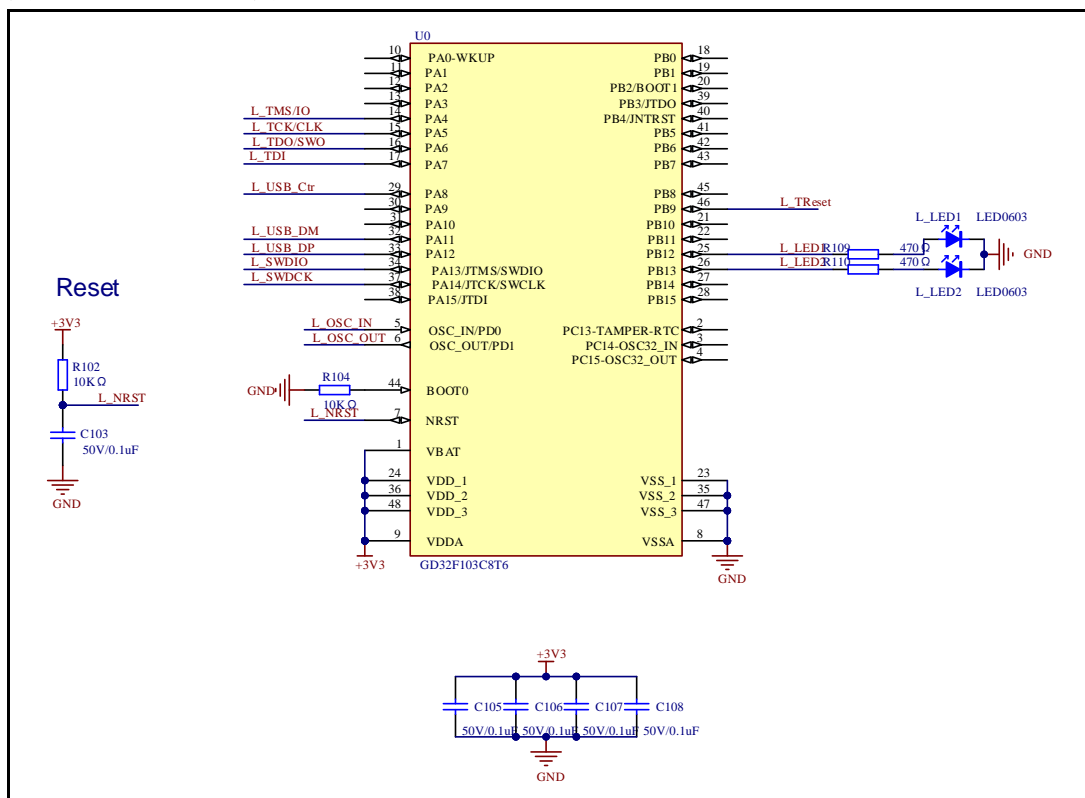 U0
10 PA0-WKUP PB0 18
11 PA1 PB1 19
12 PA2 PB2/BOOT1 20
13 PA3 PB3/JTDO 39
L_TMS/IO 14 PA4 PB4/JNTRST 40
L_TCK/CLK 15 PA5 PB5 41
L_TDO/SWO 16 PA6 PB6 42
L_TDI 17 PA7 PB7 43
L_USB_Ctr 29 PA8 PB8 45
30 PA9 PB9 46 L_TReset
31 PA10 PB10 21
L_LED1 LED0603
L_USB_DM 32 PA11 PB11 22
L_USB_DP 33 PA12 PB12 25 L_LED1 R109 470Ω GND
L_SWDIO 34 PA13/JTMS/SWDIO PB13 26 L_LED2 R110 470Ω
L_SWDCK 37 PA14/JTCK/SWCLK PB14 27
38 PA15/JTDI PB15 28
L_LED2 LED0603
Reset
+3V3
L_OSC_IN 5 OSC_IN/PD0 PC13-TAMPER-RTC 2
L_OSC_OUT 6 OSC_OUT/PD1 PC14-OSC32_IN 3
PC15-OSC32_OUT 4
R102
10KΩ
L_NRST
GND R104 44 BOOT0
10KΩ
L_NRST 7 NRST
C103
50V/0.1uF
GND
1 VBAT
24 VDD_1 VSS_1 23
36 VDD_2 VSS_2 35
48 VDD_3 VSS_3 47
9 VDDA VSSA 8
+3V3
GD32F103C8T6
GND
+3V3
C105 C106 C107 C108
50V/0.1uF 50V/0.1uF 50V/0.1uF 50V/0.1uF
GND